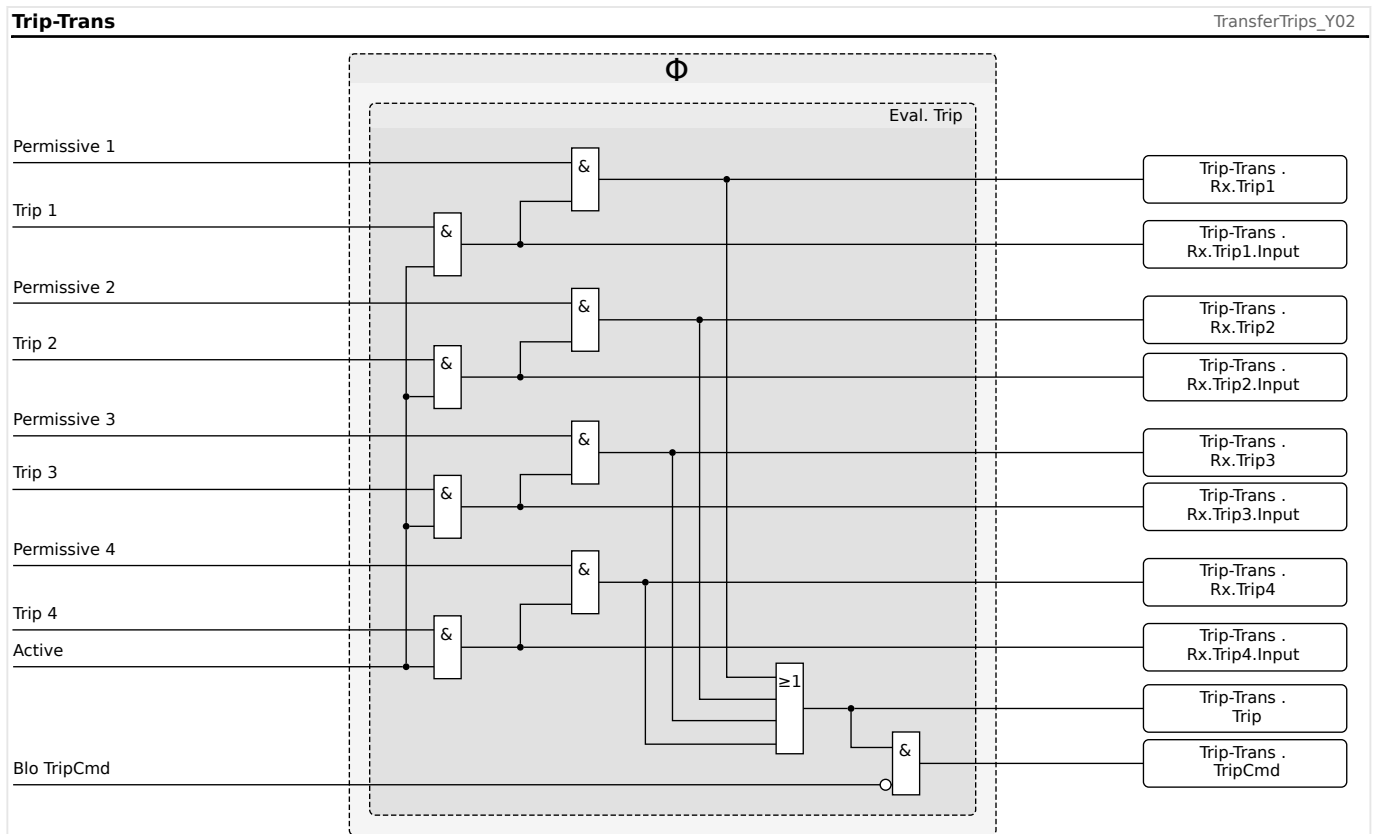 Trip-Trans
TransferTrips_Y02
Φ
Eval. Trip
Permissive 1
&
Trip-Trans .
Rx.Trip1
Trip 1
&
Trip-Trans .
Rx.Trip1.Input
Permissive 2
&
Trip-Trans .
Rx.Trip2
Trip 2
&
Trip-Trans .
Rx.Trip2.Input
Permissive 3
&
Trip-Trans .
Rx.Trip3
Trip 3
&
Trip-Trans .
Rx.Trip3.Input
Permissive 4
&
Trip-Trans .
Rx.Trip4
Trip 4
&
Trip-Trans .
Rx.Trip4.Input
Active
≥1
Trip-Trans .
Trip
&
Trip-Trans .
TripCmd
Blo TripCmd